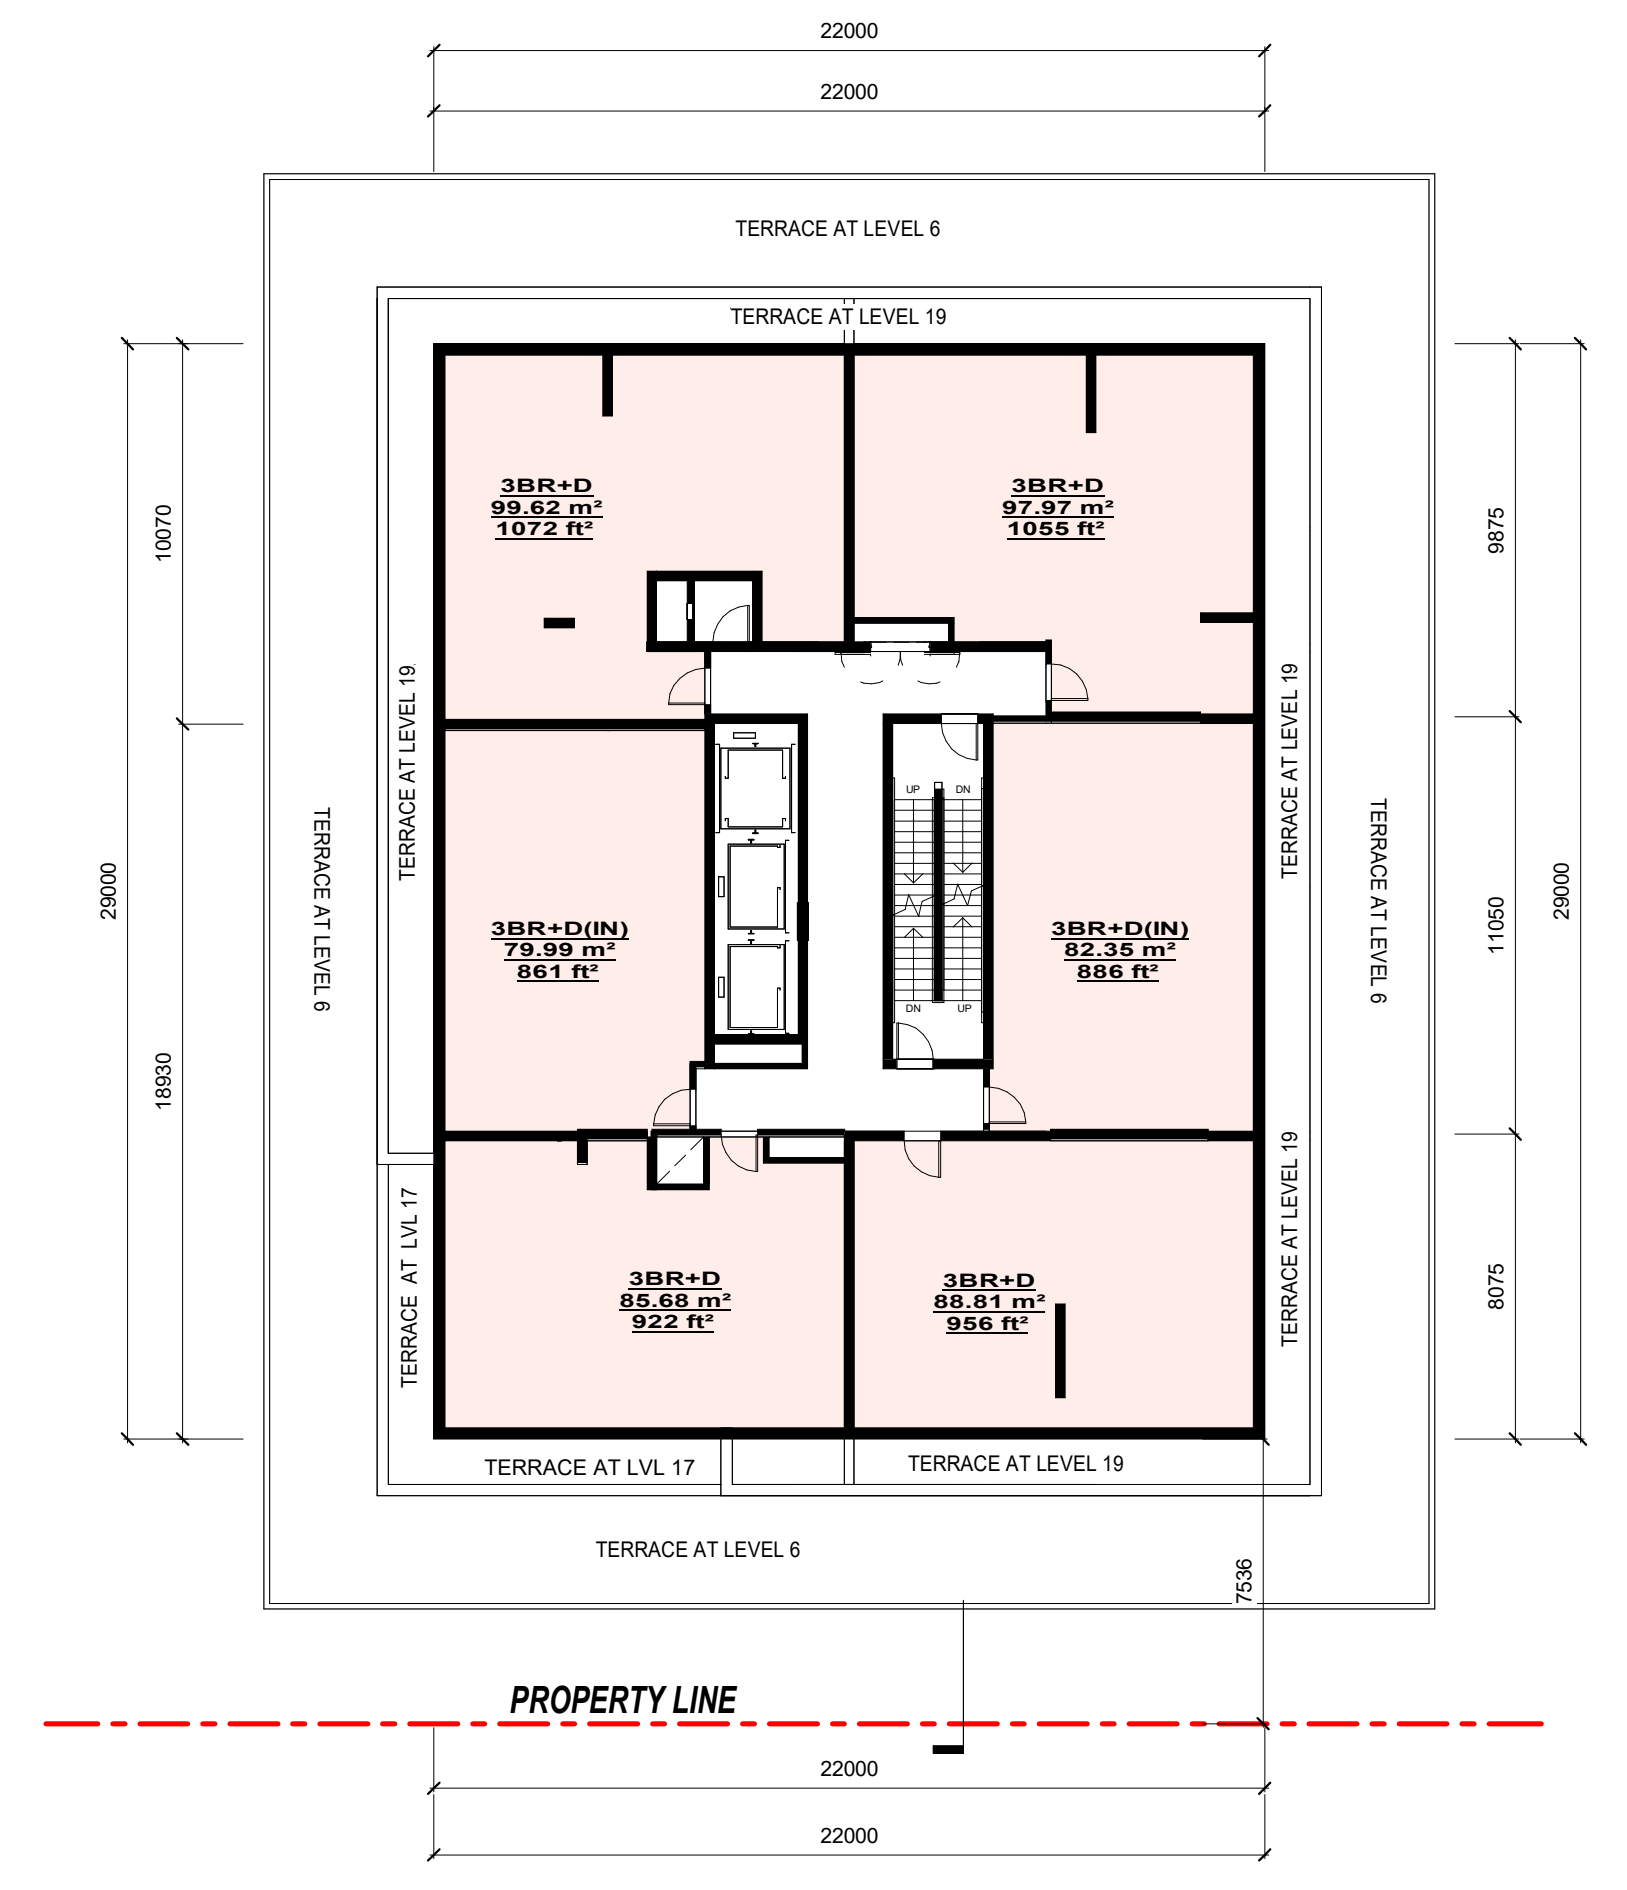 22000
22000
TERRACE AT LEVEL 6
TERRACE AT LEVEL 19
3BR+D
99.62 m²
1072 ft²
3BR+D
97.97 m²
1055 ft²
10070
9875
TERRACE AT LEVEL 19
TERRACE AT LEVEL 19
UP
DN
TERRACE AT LEVEL 6
TERRACE AT LEVEL 6
29000
29000
3BR+D(IN)
79.99 m²
861 ft²
3BR+D(IN)
82.35 m²
886 ft²
11050
DN
UP
18930
TERRACE AT LVL 17
TERRACE AT LEVEL 19
3BR+D
85.68 m²
922 ft²
3BR+D
88.81 m²
956 ft²
8075
TERRACE AT LVL 17
TERRACE AT LEVEL 19
TERRACE AT LEVEL 6
7536
PROPERTY LINE
22000
22000